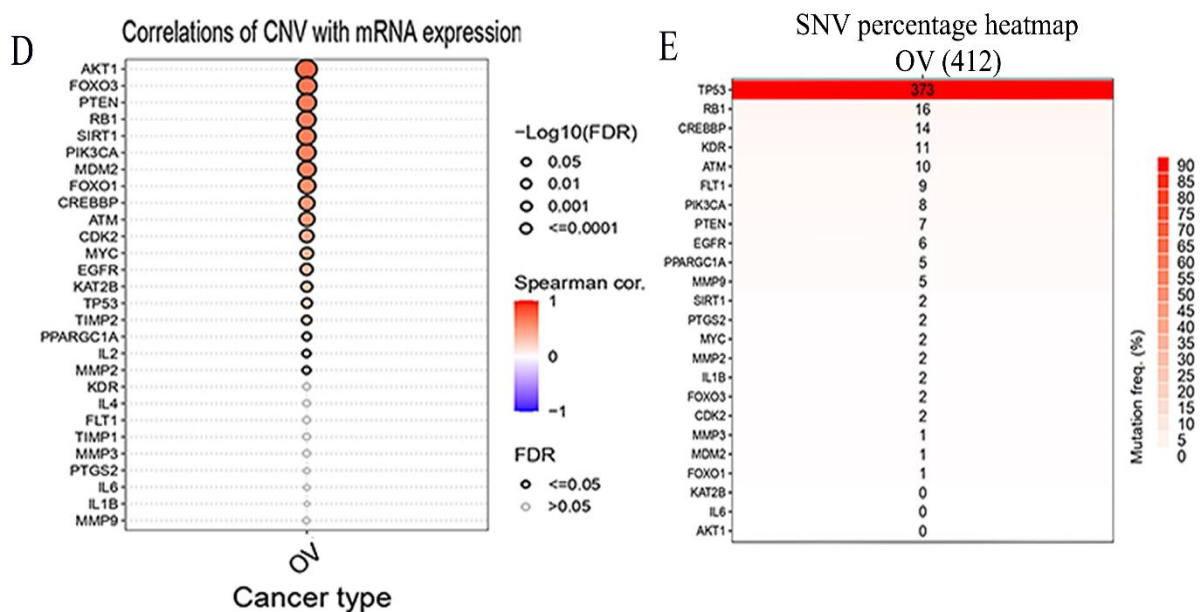 D
Correlations of CNV with mRNA expression
AKT1
FOXO3
PTEN
RB1
SIRT1
PIK3CA
MDM2
FOXO1
CREBBP
ATM
CDK2
MYC
EGFR
KAT2B
TP53
TIMP2
PPARGC1A
IL2
MMP2
KDR
IL4
FLT1
TIMP1
MMP3
PTGS2
IL6
IL1B
MMP9
OV
Cancer type
−Log10(FDR)
0.05
0.01
0.001
<=0.0001
Spearman cor.
1
0
−1
FDR
<=0.05
>0.05
E
SNV percentage heatmap
OV (412)
TP53 373
RB1 16
CREBBP 14
KDR 11
ATM 10
FLT1 9
PIK3CA 8
PTEN 7
EGFR 6
PPARGC1A 5
MMP9 5
SIRT1 2
PTGS2 2
MYC 2
MMP2 2
IL1B 2
FOXO3 2
CDK2 2
MMP3 1
MDM2 1
FOXO1 1
KAT2B 0
IL6 0
AKT1 0
Mutation freq. (%)
90
85
80
75
70
65
60
55
50
45
40
35
30
25
20
15
10
5
0